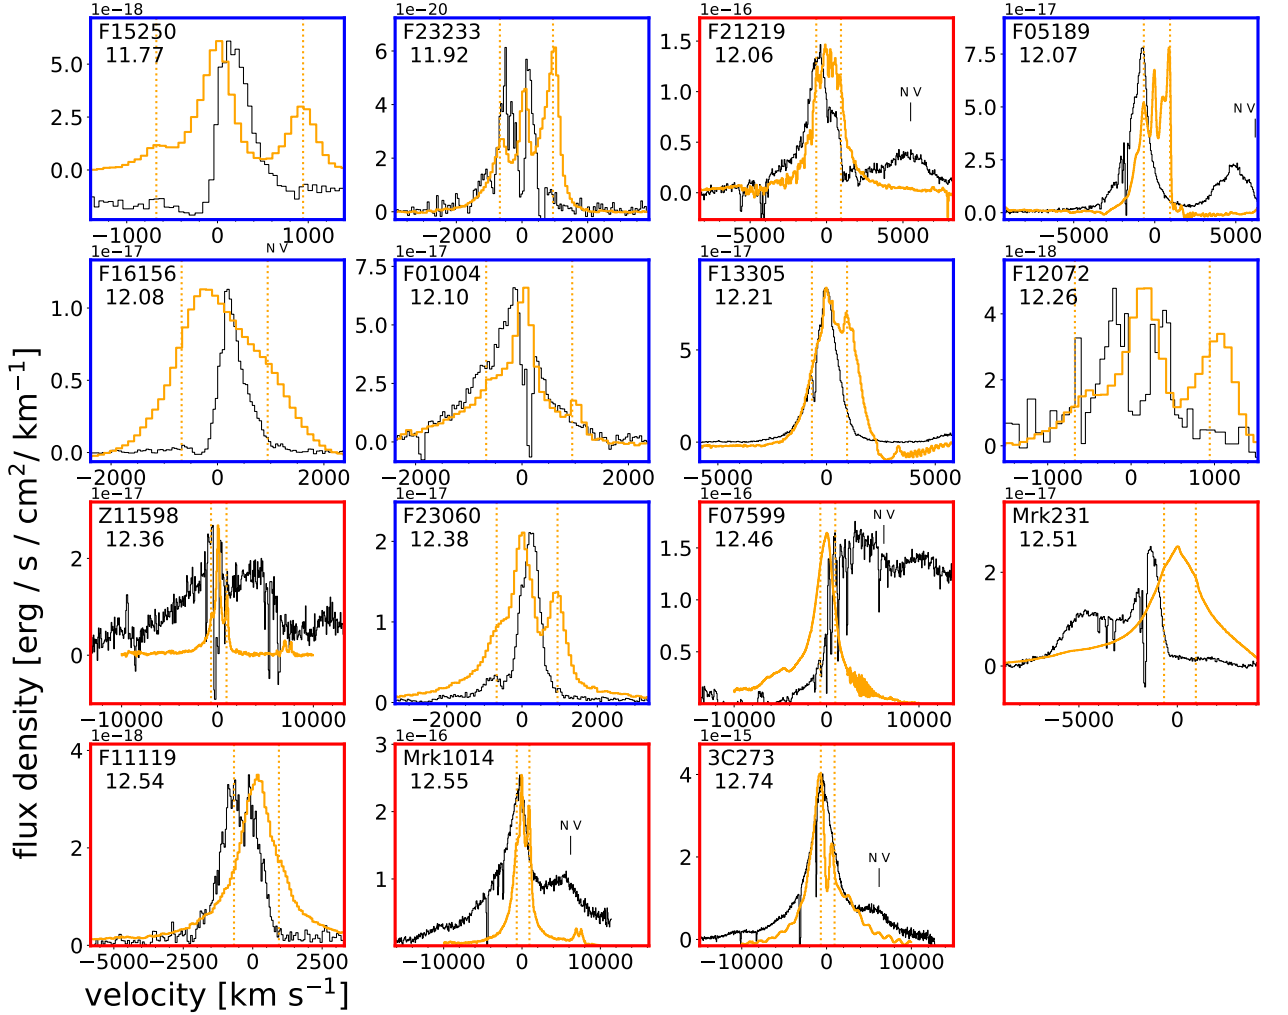 1e−18
F15250
11.77
5.0
2.5
0.0
−1000 0 1000
N V
1e−20
F23233
11.92
6
4
2
0
−2000 0 2000
1e−16
F21219
12.06
N V
1.5
1.0
0.5
0.0
−5000 0 5000
1e−17
F05189
12.07
N V
7.5
5.0
2.5
0.0
−5000 0 5000
F16156
12.08
1.0
0.5
0.0
−2000 0 2000
1e−17
F01004
12.10
7.5
5.0
2.5
0.0
−2000 0 2000
1e−17
F13305
12.21
5
0
−5000 0 5000
1e−18
F12072
12.26
4
2
0
−1000 0 1000
1e−17
Z11598
12.36
2
0
−10000 0 10000
1e−17
F23060
12.38
2
1
0
−2000 0 2000
1e−16
F07599
12.46
N V
1.5
1.0
0.5
−10000 0 10000
1e−17
Mrk231
12.51
2
0
−5000 0
1e−18
F11119
12.54
4
2
0
−5000 −2500 0 2500
1e−16
Mrk1014
12.55
N V
3
2
1
−10000 0 10000
1e−15
3C273
12.74
N V
4
2
0
−10000 0 10000
flux density [erg / s / cm² / km⁻¹]
velocity [km s⁻¹]